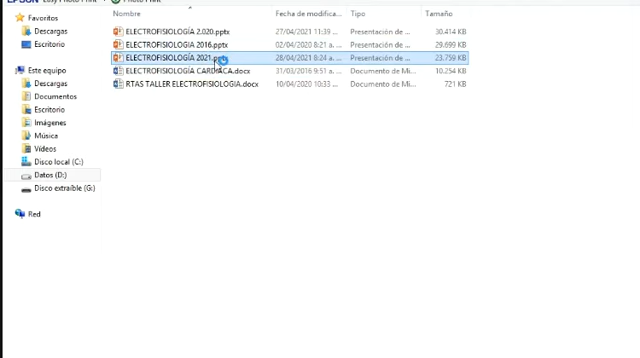 EPSON Easy Photo Print Photo Print
Favoritos
Descargas
Escritorio
Este equipo
Descargas
Documentos
Escritorio
Imágenes
Música
Vídeos
Disco local (C:)
Datos (D:)
Disco extraíble (G:)
Red
Nombre Fecha de modifica... Tipo Tamaño
ELECTROFISIOLOGÍA 2.020.pptx 27/04/2021 11:39 ... Presentación de ... 30.414 KB
ELECTROFISIOLOGÍA 2016.pptx 02/04/2020 8:21 a. ... Presentación de ... 29.699 KB
ELECTROFISIOLOGÍA 2021.pptx 28/04/2021 8:24 a. ... Presentación de ... 23.759 KB
ELECTROFISIOLOGIA CARDIACA.docx 31/03/2016 9:51 a. ... Documento de Mi... 10.254 KB
RTAS TALLER ELECTROFISIOLOGIA.docx 10/04/2020 10:33 ... Documento de Mi... 721 KB